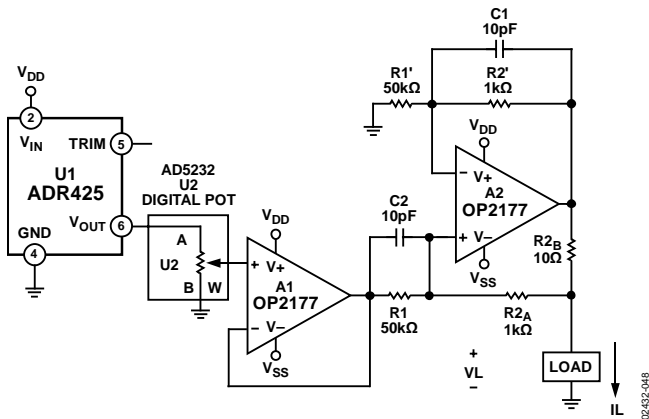 C1
10pF
R1'
50kΩ
R2'
1kΩ
VDD
2
VIN
TRIM
5
U1
ADR425
VOUT
6
GND
4
AD5232
U2
DIGITAL POT
A
U2
B
W
VDD
+
V+
A1
OP2177
−
V−
VSS
C2
10pF
R1
50kΩ
VDD
−
V+
A2
OP2177
+
V−
VSS
R2B
10Ω
R2A
1kΩ
+
VL
−
LOAD
IL
02432-048